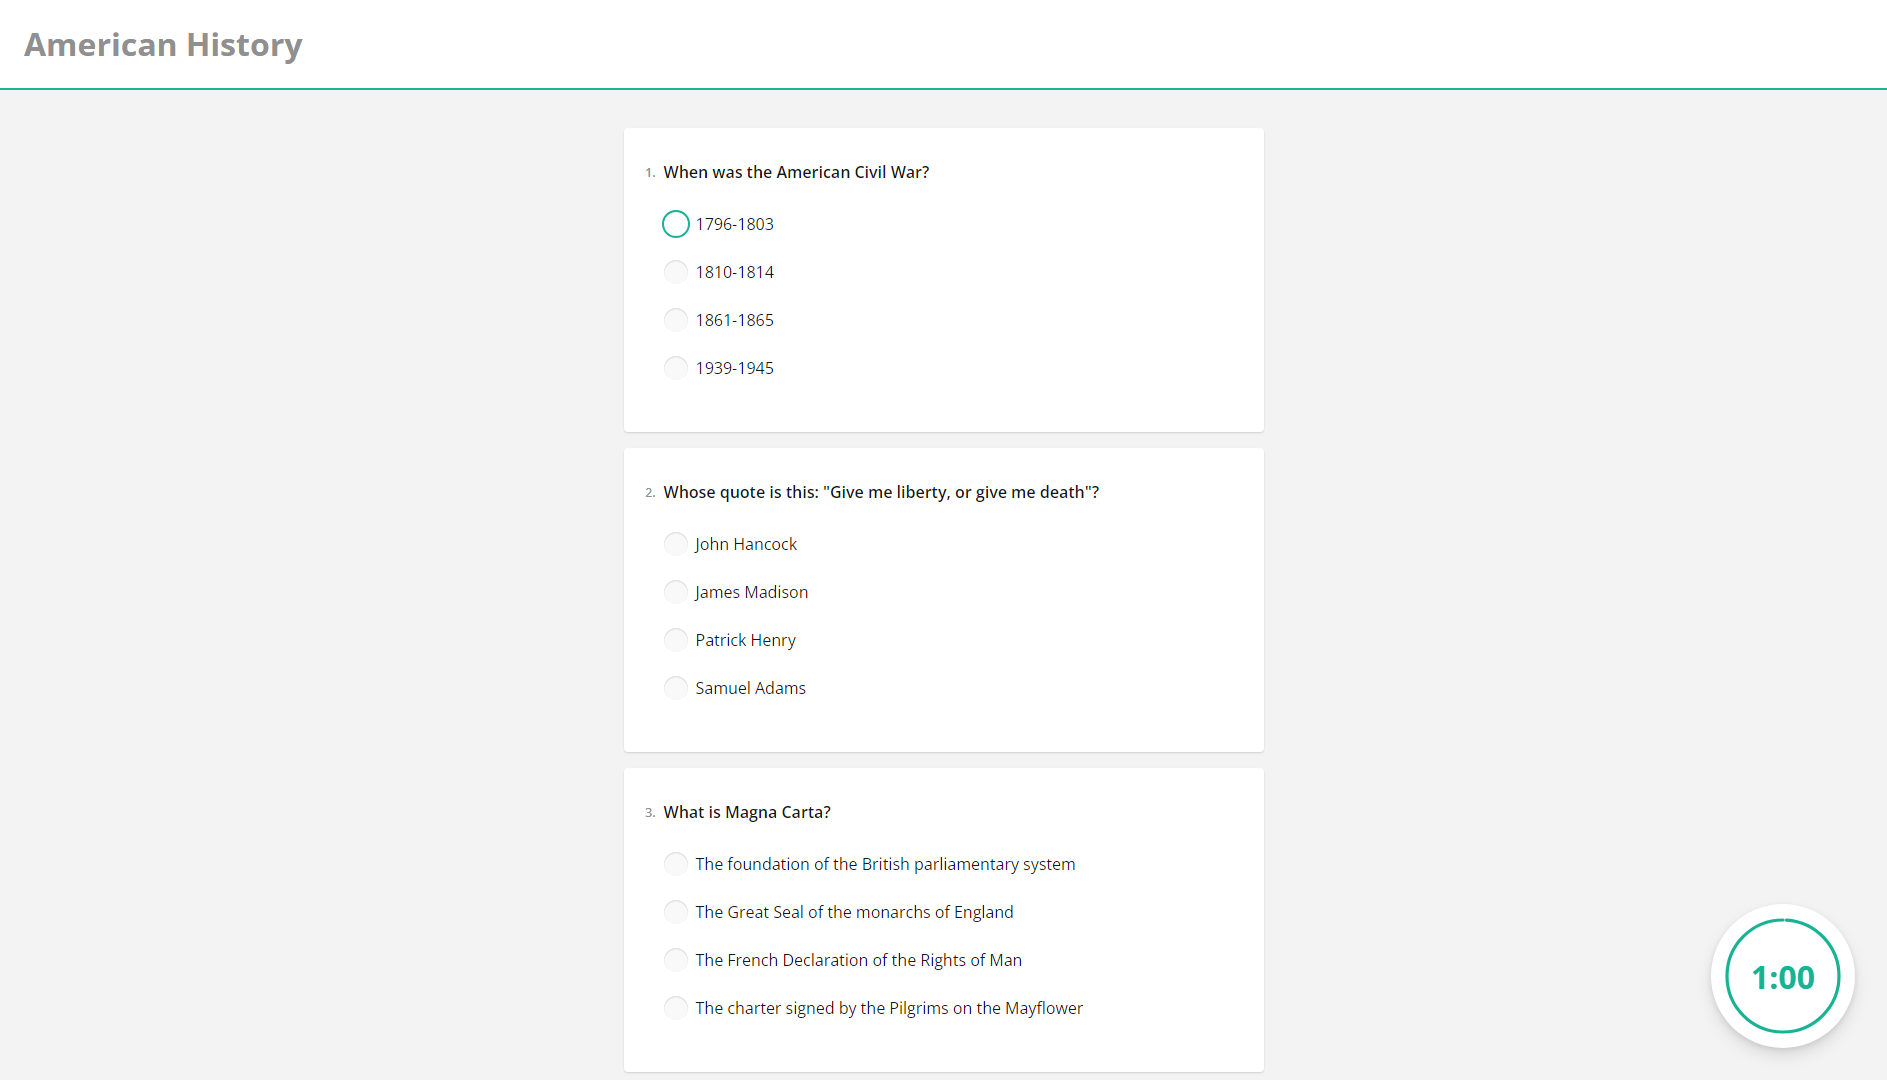 American History
1. When was the American Civil War?
1796-1803
1810-1814
1861-1865
1939-1945
2. Whose quote is this: "Give me liberty, or give me death"?
John Hancock
James Madison
Patrick Henry
Samuel Adams
3. What is Magna Carta?
The foundation of the British parliamentary system
The Great Seal of the monarchs of England
The French Declaration of the Rights of Man
The charter signed by the Pilgrims on the Mayflower
1:00